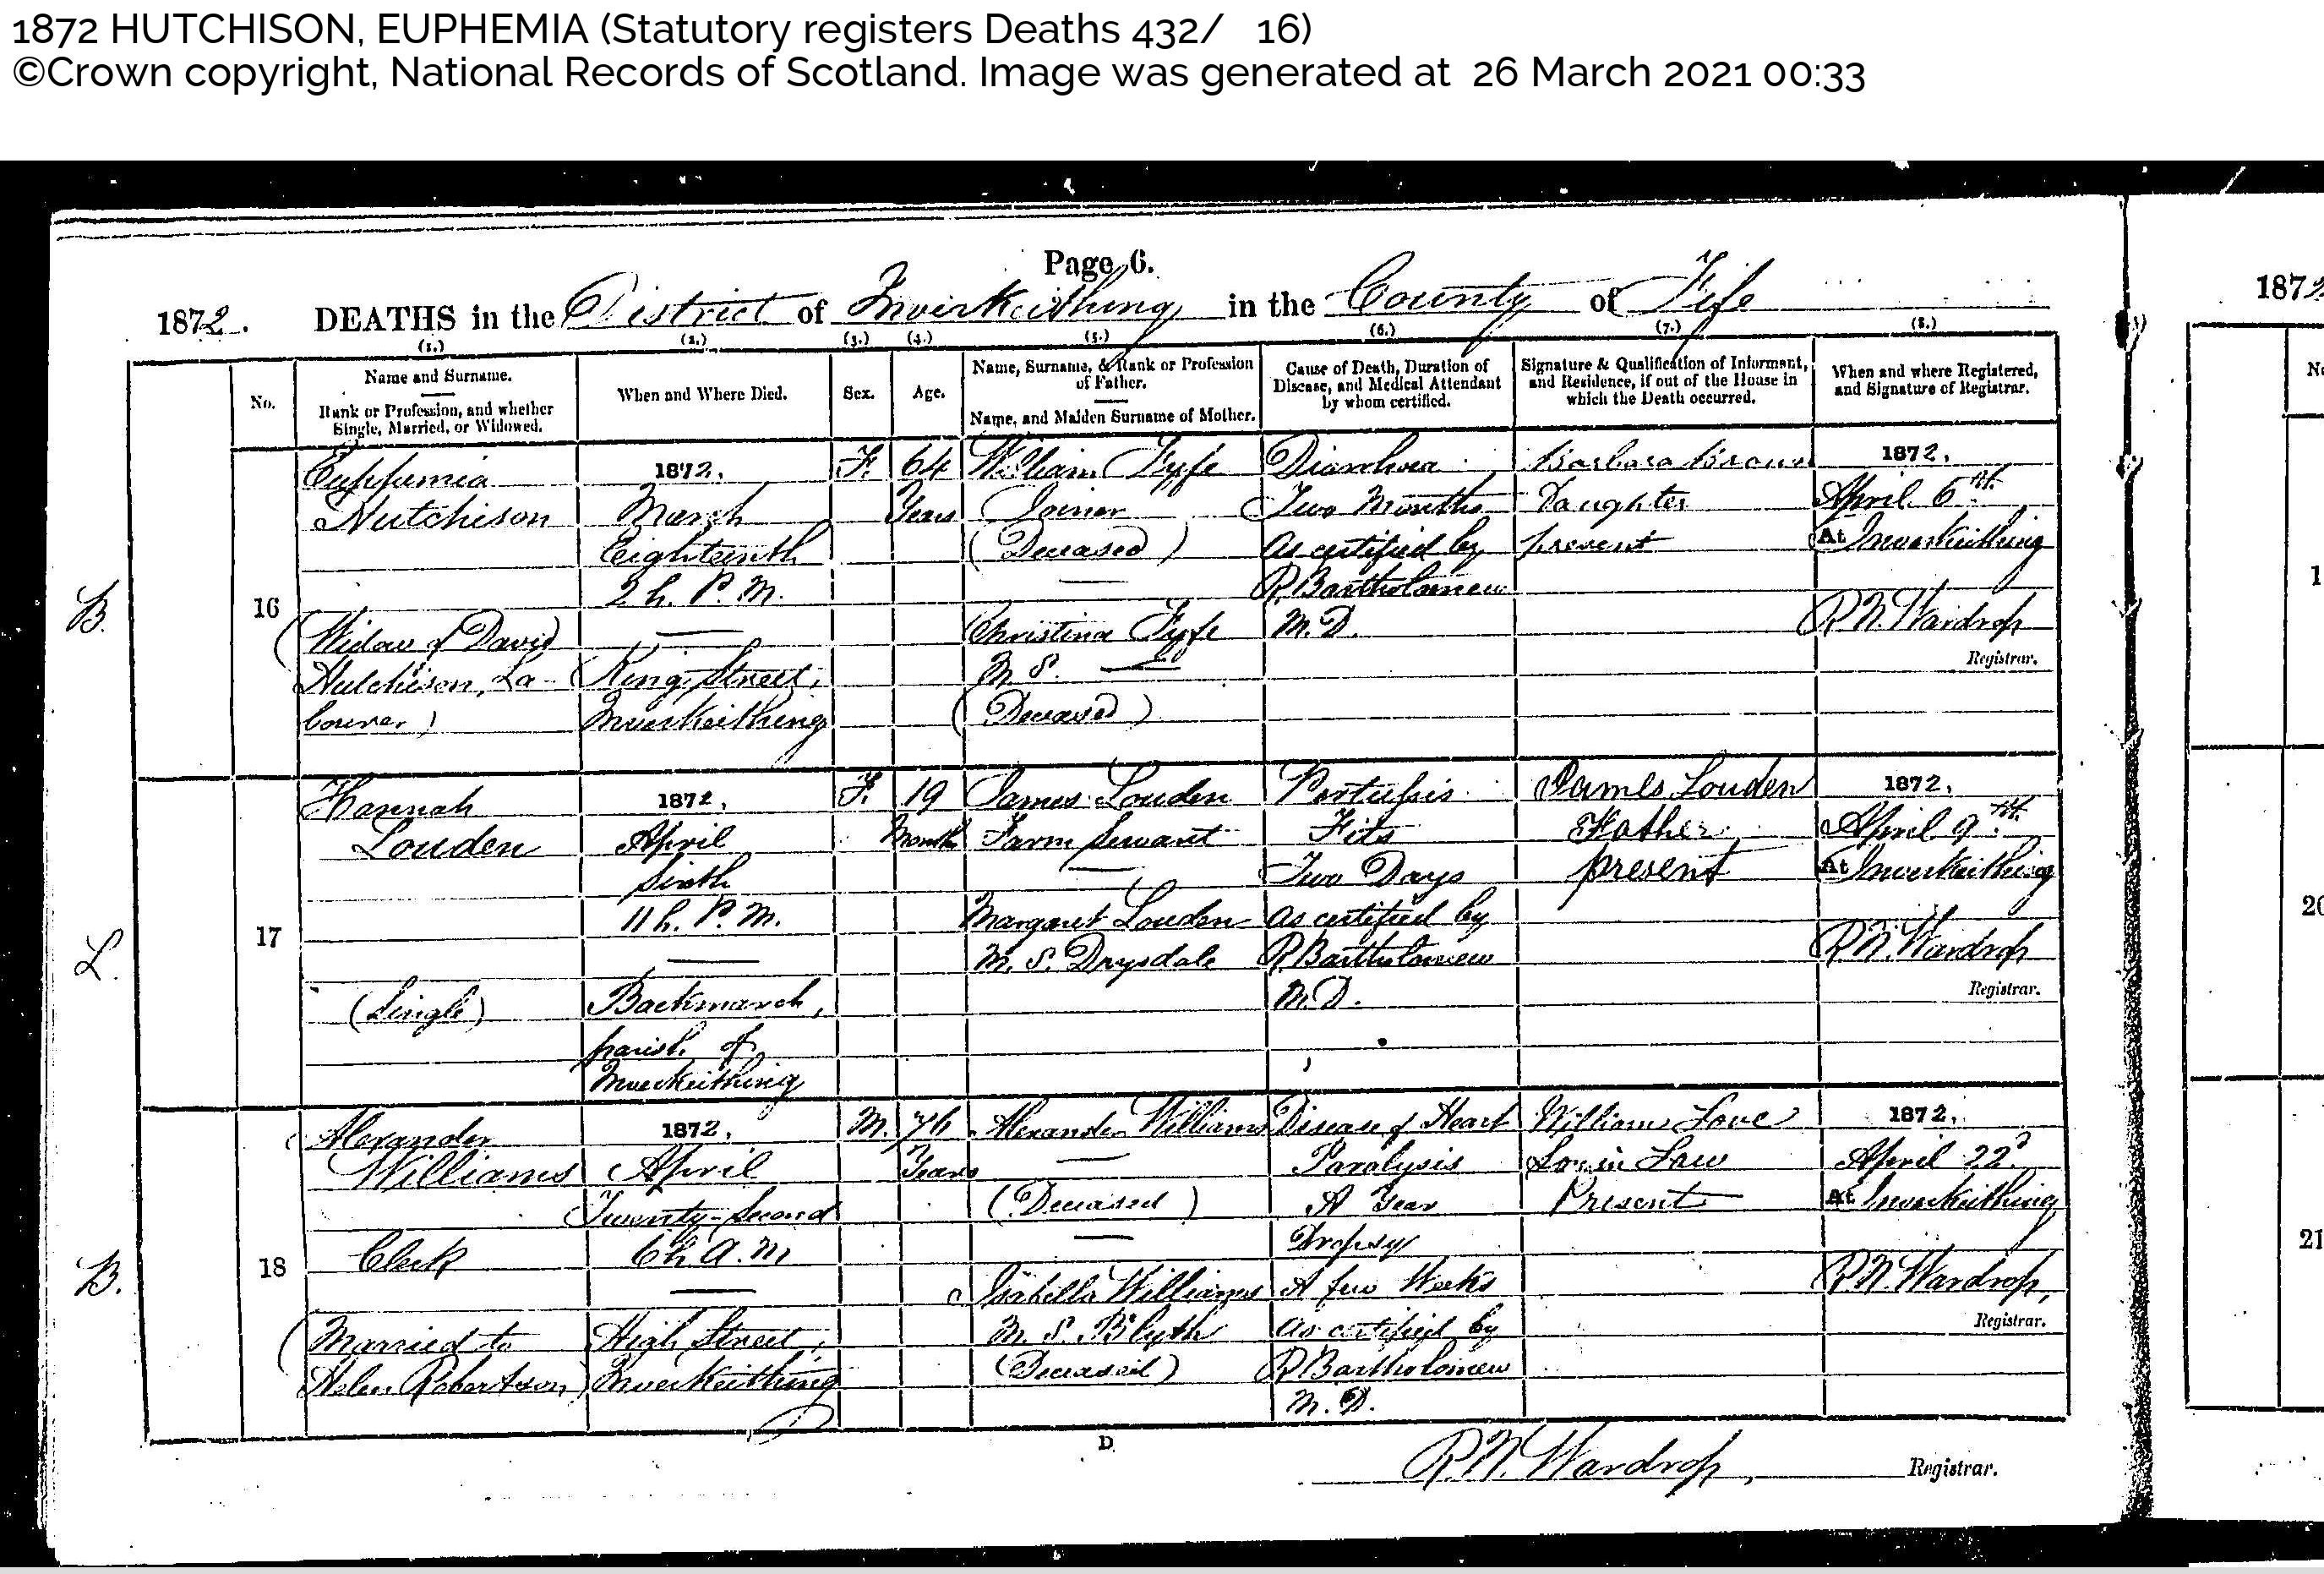 1872 HUTCHISON, EUPHEMIA (Statutory registers Deaths 432/ 16)
©Crown copyright, National Records of Scotland. Image was generated at 26 March 2021 00:33
Page 6.
1872. DEATHS in the District of Inverkeithing in the County of Fife
(1.) (2.) (3.) (4.) (5.) (6.) (7.) (8.)
No.
Name and Surname.
Rank or Profession, and whether
Single, Married, or Widowed.
When and Where Died.
Sex.
Age.
Name, Surname, & Rank or Profession
of Father.
Name, and Maiden Surname of Mother.
Cause of Death, Duration of
Disease, and Medical Attendant
by whom certified.
Signature & Qualification of Informant,
and Residence, if out of the House in
which the Death occurred.
When and where Registered,
and Signature of Registrar.
B.
16
Euphemia
Hutchison
(Widow of David
Hutchison, La-
bourer)
1872,
March
Eighteenth
2 h. P. M.
King Street,
Inverkeithing
F.
64
Years
William Fyfe
Joiner
(Deceased)
Christina Fyfe
M. S.
(Deceased)
Diarrhoea
Two Months
As certified by
R Bartholomew
M. D.
Barbara Brown
Daughter
present
1872,
April 6th.
At Inverkeithing
R. N. Wardrop
Registrar.
L.
17
Hannah
Louden
(Single)
1872,
April
Sixth
11 h. P. M.
Backmarch,
parish of
Inverkeithing
F.
19
Months
James Louden
Farm Servant
Margaret Louden
M. S. Drysdale
Pertussis
Fits
Two Days
As certified by
R Bartholomew
M. D.
James Louden
Father
present
1872,
April 9th.
At Inverkeithing
R. N. Wardrop
Registrar.
B.
18
Alexander
Williams
Clerk
(Married to
Helen Robertson)
1872,
April
Twenty-Second
6 h. A. M
High Street,
Inverkeithing
M.
76
Years
Alexander Williams
(Deceased)
Isabella Williams
M. S. Blyth
(Deceased)
Disease of Heart
Paralysis
A Year
Dropsy
A few Weeks
As certified by
R Bartholomew
M. D.
William Love
Son in Law
Present
1872,
April 22d
At Inverkeithing
R. N. Wardrop,
Registrar.
D
R. N. Wardrop, Registrar.
187
20
21